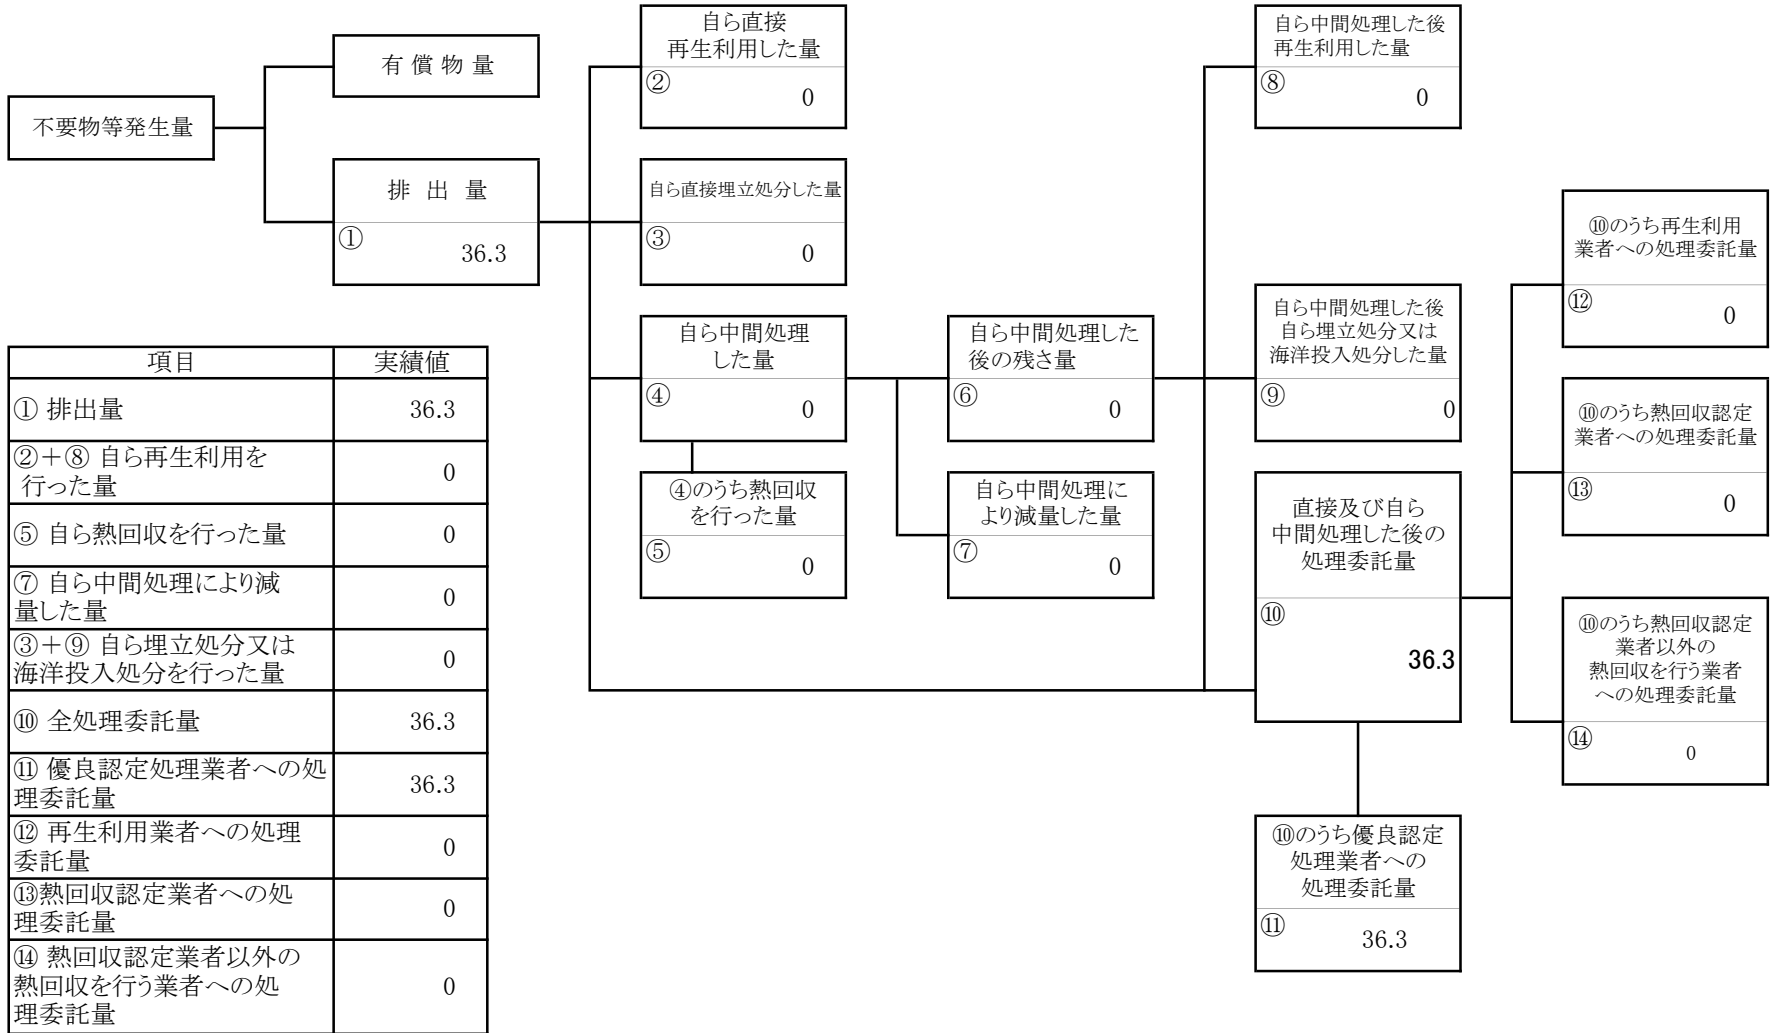 自ら直接
再生利用した量
②
0
自ら中間処理した後
再生利用した量
⑧
0
有 償 物 量
不要物等発生量
排 出 量
①
36.3
自ら直接埋立処分した量
③
0
⑩のうち再生利用
業者への処理委託量
⑫
0
自ら中間処理
した量
④
0
自ら中間処理した
後の残さ量
⑥
0
自ら中間処理した後
自ら埋立処分又は
海洋投入処分した量
⑨
0
⑩のうち熱回収認定
業者への処理委託量
⑬
0
④のうち熱回収
を行った量
⑤
0
自ら中間処理に
より減量した量
⑦
0
直接及び自ら
中間処理した後の
処理委託量
⑩
36.3
⑩のうち熱回収認定
業者以外の
熱回収を行う業者
への処理委託量
⑭
0
⑩のうち優良認定
処理業者への
処理委託量
⑪
36.3
項目 実績値
① 排出量 36.3
②＋⑧ 自ら再生利用を
行った量 0
⑤ 自ら熱回収を行った量 0
⑦ 自ら中間処理により減
量した量 0
③＋⑨ 自ら埋立処分又は
海洋投入処分を行った量 0
⑩ 全処理委託量 36.3
⑪ 優良認定処理業者への処
理委託量 36.3
⑫ 再生利用業者への処理
委託量 0
⑬熱回収認定業者への処
理委託量 0
⑭ 熱回収認定業者以外の
熱回収を行う業者への処
理委託量 0